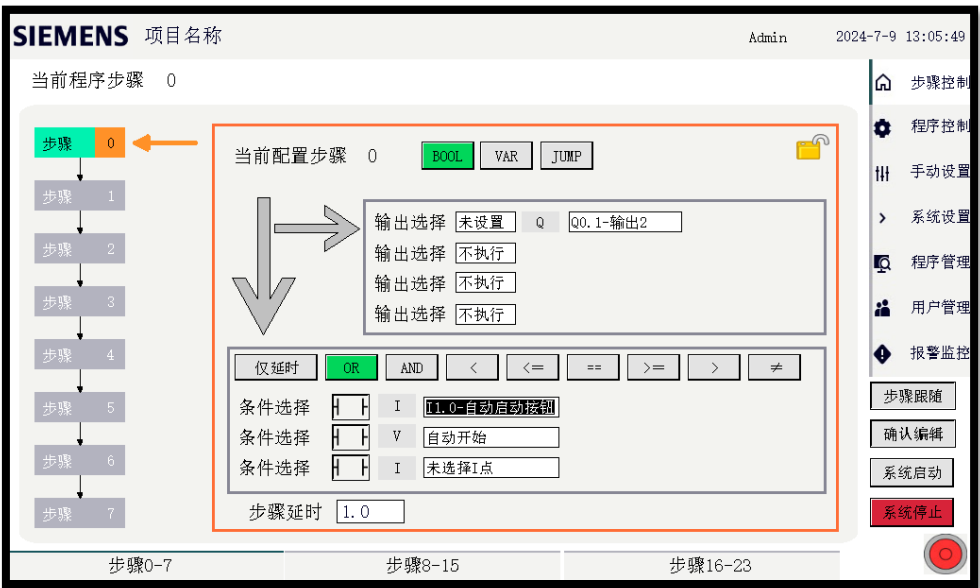 SIEMENS 项目名称 Admin 2024-7-9 13:05:49
当前程序步骤 0
步骤 0
步骤 1
步骤 2
步骤 3
步骤 4
步骤 5
步骤 6
步骤 7
当前配置步骤 0 BOOL VAR JUMP
输出选择 未设置 Q Q0.1-输出2
输出选择 不执行
输出选择 不执行
输出选择 不执行
仅延时 OR AND < <= == >= > ≠
条件选择 I I1.0-自动启动按钮
条件选择 V 自动开始
条件选择 I 未选择I点
步骤延时 1.0
步骤控制
程序控制
手动设置
系统设置
程序管理
用户管理
报警监控
步骤跟随
确认编辑
系统启动
系统停止
步骤0-7 步骤8-15 步骤16-23